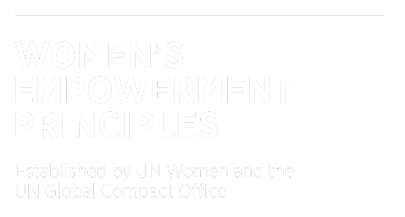 WOMEN'S
EMPOWERMENT
PRINCIPLES
Established by UN Women and the
UN Global Compact Office